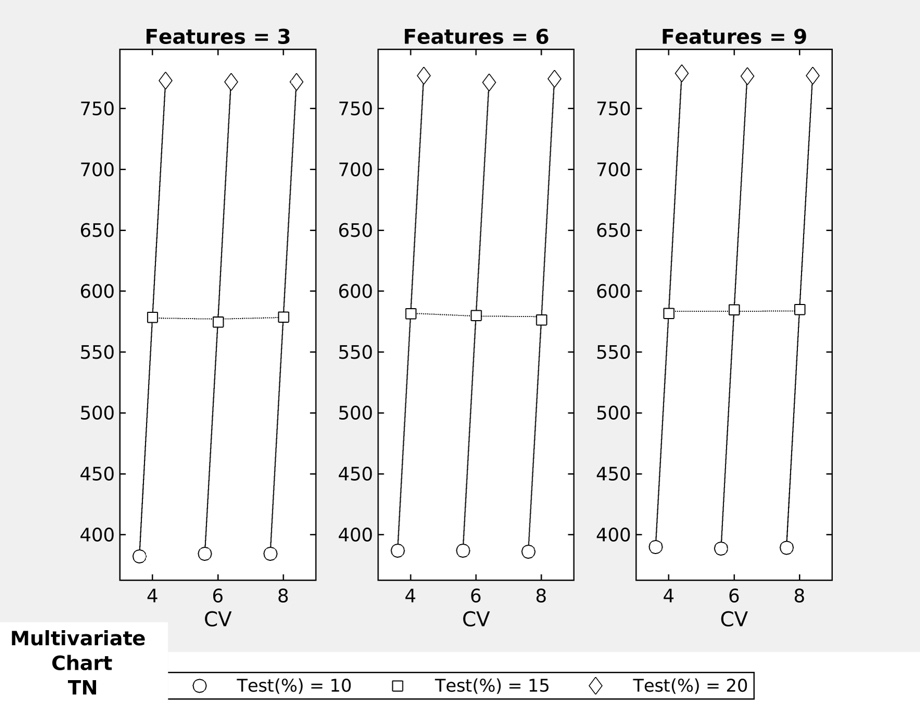 Features = 3 Features = 6 Features = 9
750 750 750
700 700 700
650 650 650
600 600 600
550 550 550
500 500 500
450 450 450
400 400 400
4 6 8 4 6 8 4 6 8
CV CV CV
Multivariate
Chart
TN
Test(%) = 10 Test(%) = 15 Test(%) = 20